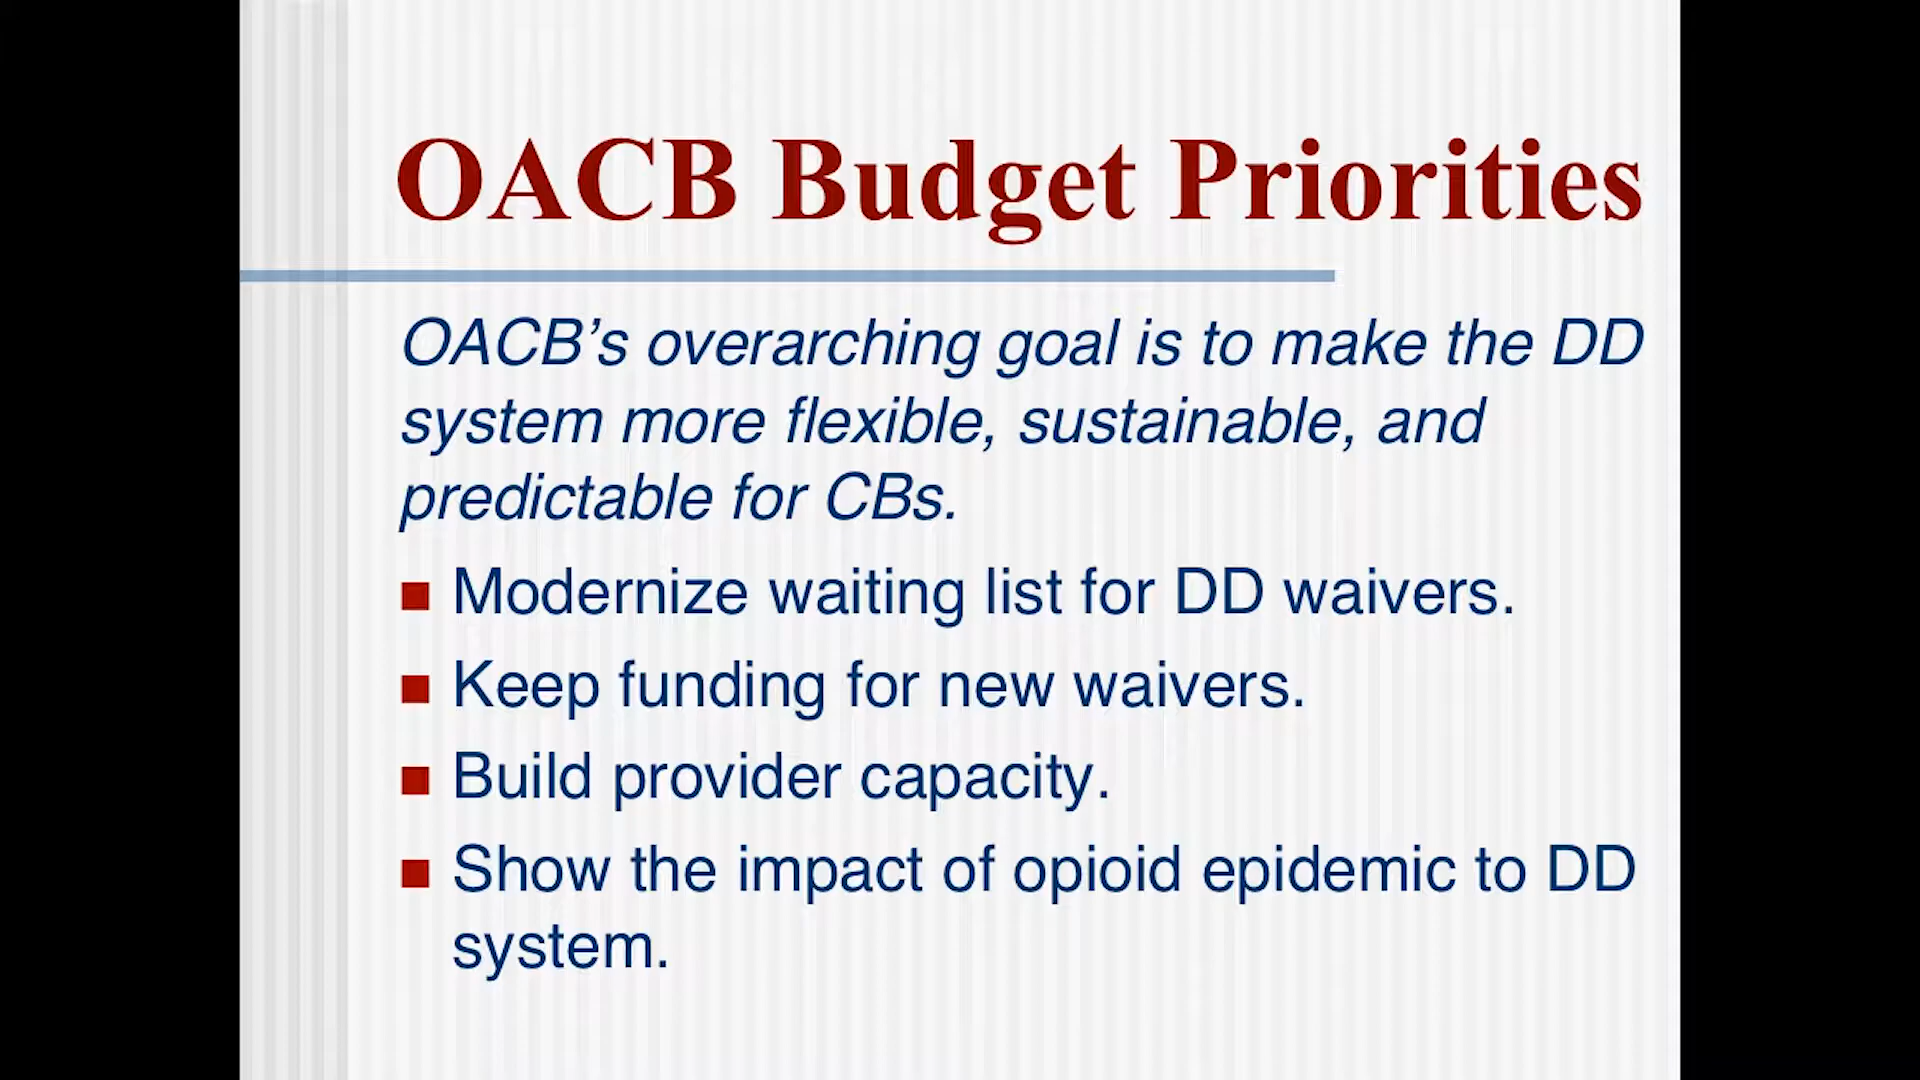 OACB Budget Priorities
OACB’s overarching goal is to make the DD
system more flexible, sustainable, and
predictable for CBs.
Modernize waiting list for DD waivers.
Keep funding for new waivers.
Build provider capacity.
Show the impact of opioid epidemic to DD
system.